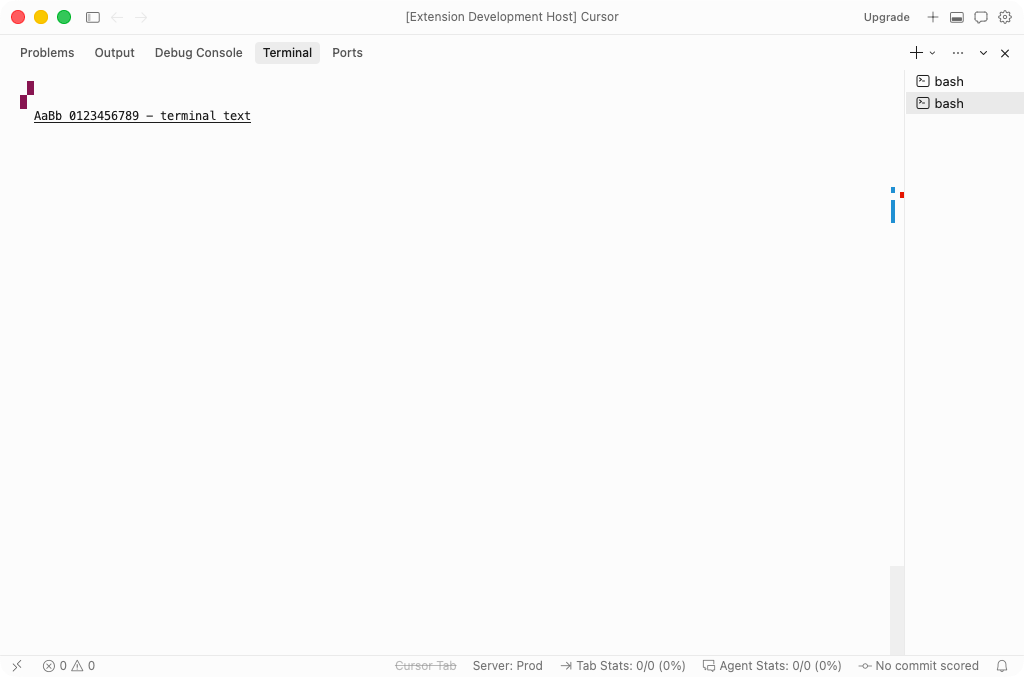 [Extension Development Host] Cursor
Upgrade
Problems Output Debug Console Terminal Ports
bash
bash
AaBb 0123456789 — terminal text
0 0 Cursor Tab Server: Prod Tab Stats: 0/0 (0%) Agent Stats: 0/0 (0%) No commit scored